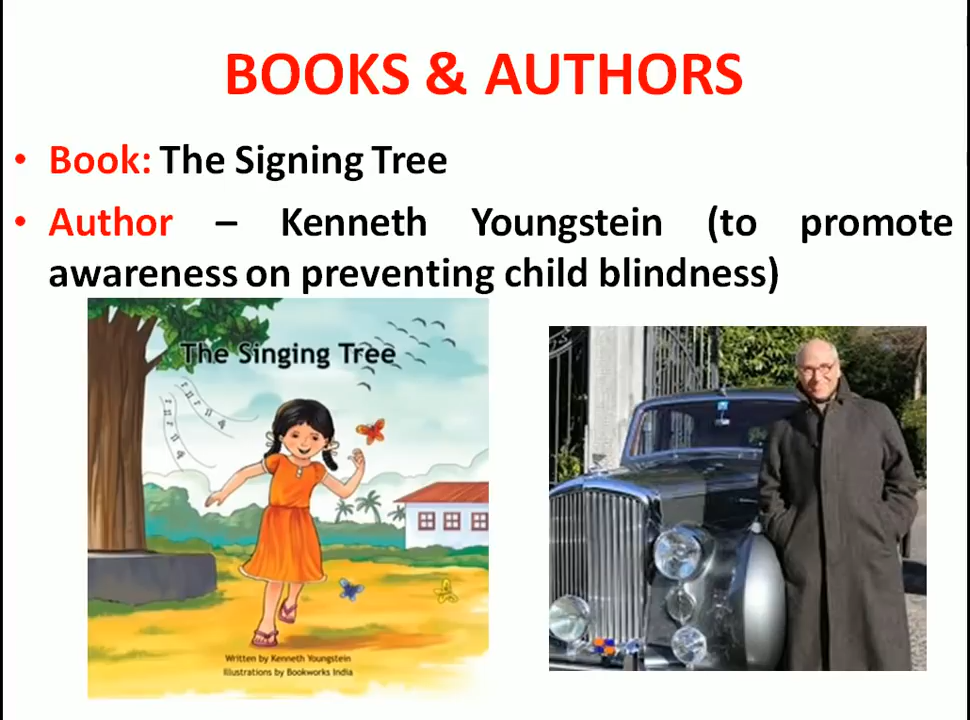 BOOKS & AUTHORS
• Book: The Signing Tree
• Author – Kenneth Youngstein (to promote
awareness on preventing child blindness)
The Singing Tree
Written by Kenneth Youngstein
Illustrations by Bookworks India